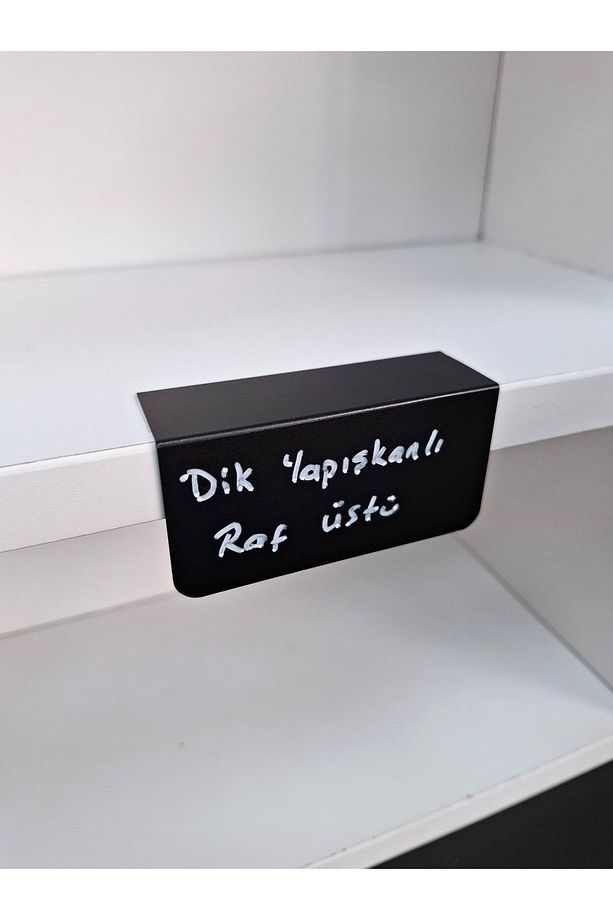 Dik Yapışkanlı
Raf üstü